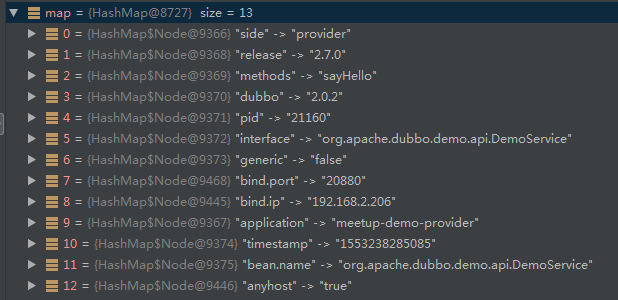 map = {HashMap@8727} size = 13
0 = {HashMap$Node@9366} "side" -> "provider"
1 = {HashMap$Node@9368} "release" -> "2.7.0"
2 = {HashMap$Node@9369} "methods" -> "sayHello"
3 = {HashMap$Node@9370} "dubbo" -> "2.0.2"
4 = {HashMap$Node@9371} "pid" -> "21160"
5 = {HashMap$Node@9372} "interface" -> "org.apache.dubbo.demo.api.DemoService"
6 = {HashMap$Node@9373} "generic" -> "false"
7 = {HashMap$Node@9468} "bind.port" -> "20880"
8 = {HashMap$Node@9445} "bind.ip" -> "192.168.2.206"
9 = {HashMap$Node@9367} "application" -> "meetup-demo-provider"
10 = {HashMap$Node@9374} "timestamp" -> "1553238285085"
11 = {HashMap$Node@9375} "bean.name" -> "org.apache.dubbo.demo.api.DemoService"
12 = {HashMap$Node@9446} "anyhost" -> "true"